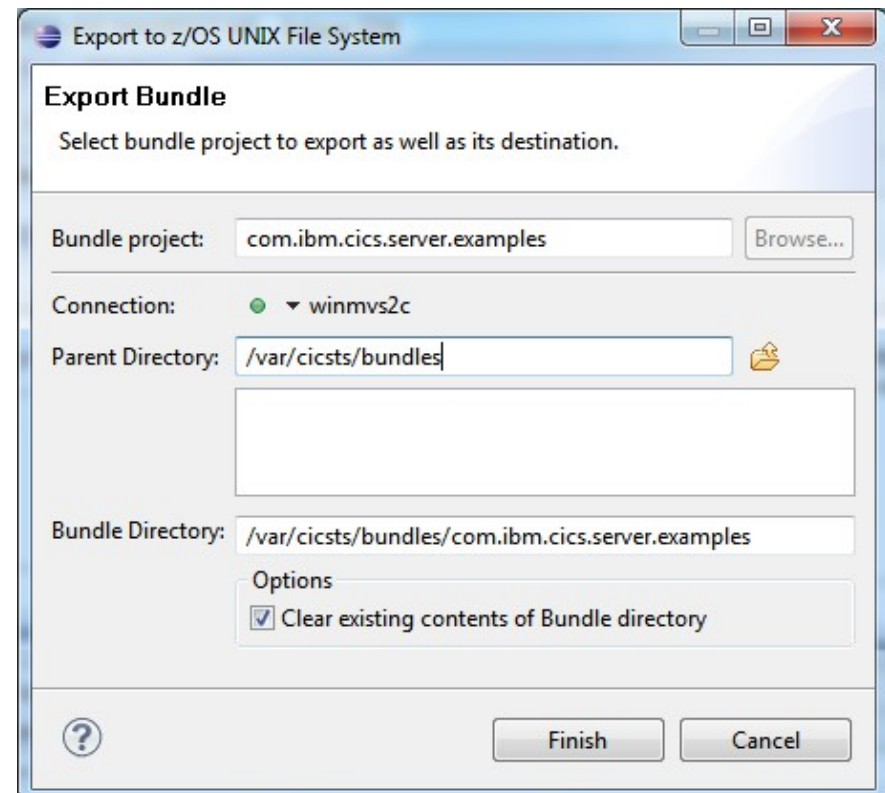 Export to z/OS UNIX File System
Export Bundle
Select bundle project to export as well as its destination.
Bundle project: com.ibm.cics.server.examples Browse...
Connection: winmvs2c
Parent Directory: /var/cicsts/bundles
Bundle Directory: /var/cicsts/bundles/com.ibm.cics.server.examples
Options
Clear existing contents of Bundle directory
? Finish Cancel